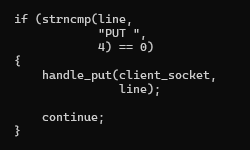 if (strncmp(line,
            "PUT ",
            4) == 0)
{
    handle_put(client_socket,
               line);

    continue;
}